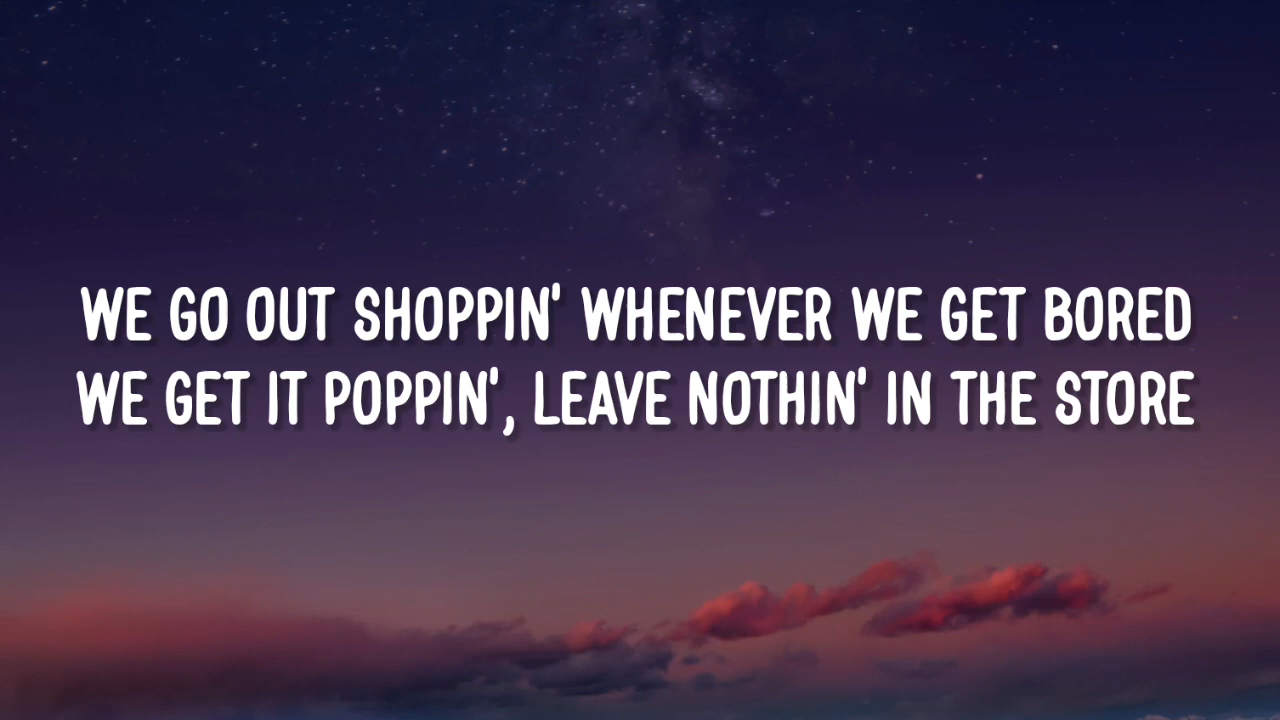 WE GO OUT SHOPPIN' WHENEVER WE GET BORED
WE GET IT POPPIN', LEAVE NOTHIN' IN THE STORE